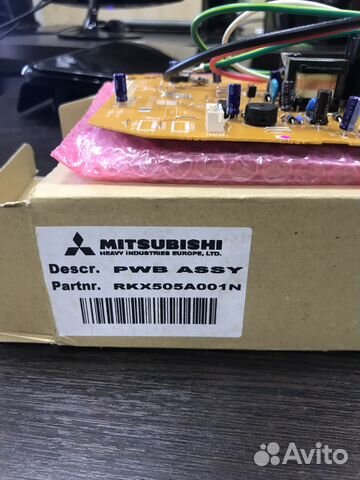 MITSUBISHI
HEAVY INDUSTRIES EUROPE, LTD.
Descr. PWB ASSY
Partnr. RKX505A001N
Avito